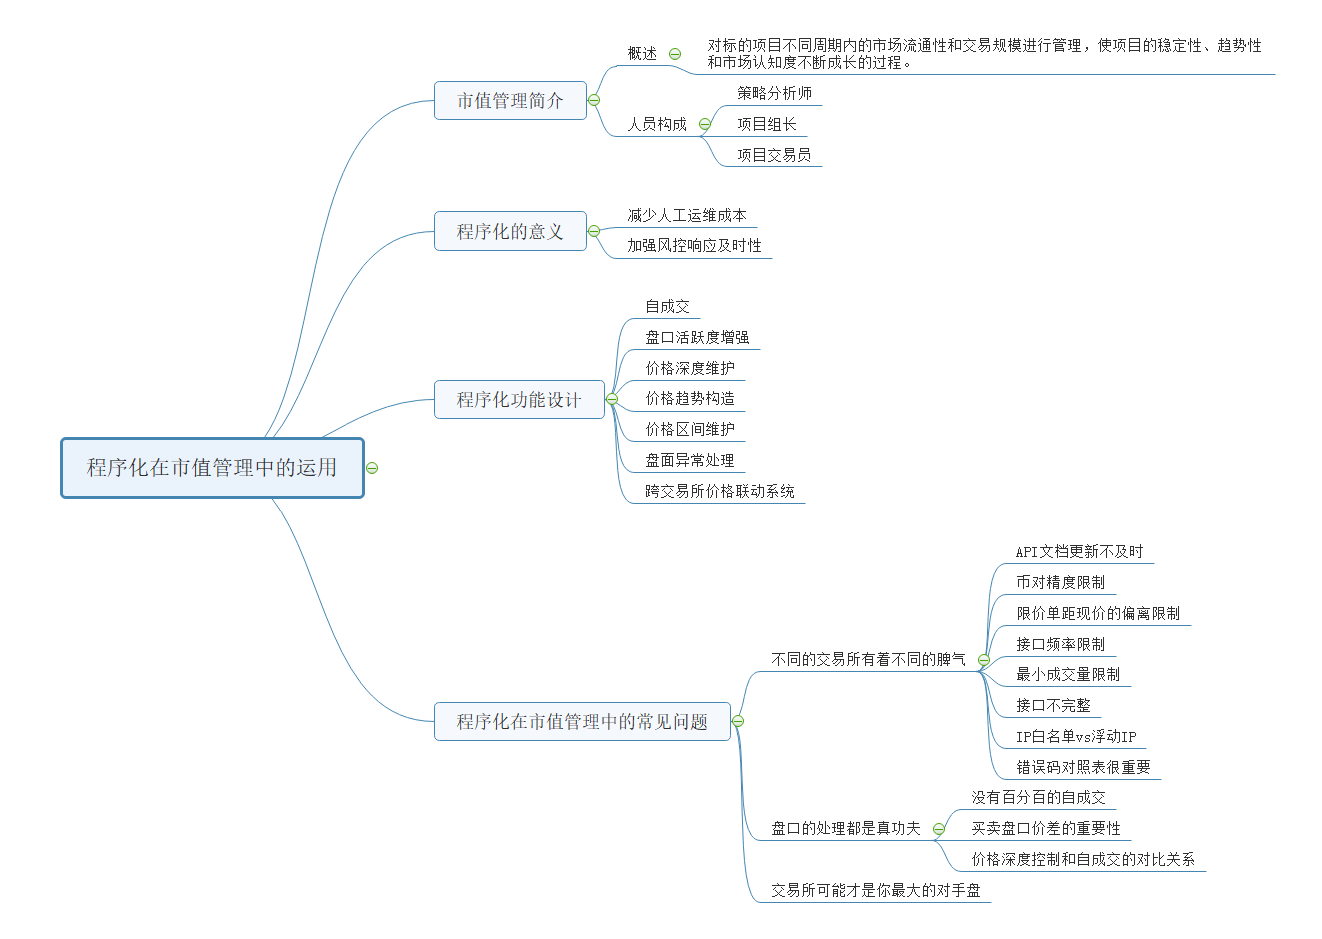 程序化在市值管理中的运用
市值管理简介
概述
对标的项目不同周期内的市场流通性和交易规模进行管理，使项目的稳定性、趋势性
和市场认知度不断成长的过程。
人员构成
策略分析师
项目组长
项目交易员
程序化的意义
减少人工运维成本
加强风控响应及时性
程序化功能设计
自成交
盘口活跃度增强
价格深度维护
价格趋势构造
价格区间维护
盘面异常处理
跨交易所价格联动系统
程序化在市值管理中的常见问题
不同的交易所有着不同的脾气
API文档更新不及时
币对精度限制
限价单距现价的偏离限制
接口频率限制
最小成交量限制
接口不完整
IP白名单vs浮动IP
错误码对照表很重要
盘口的处理都是真功夫
没有百分百的自成交
买卖盘口价差的重要性
价格深度控制和自成交的对比关系
交易所可能才是你最大的对手盘